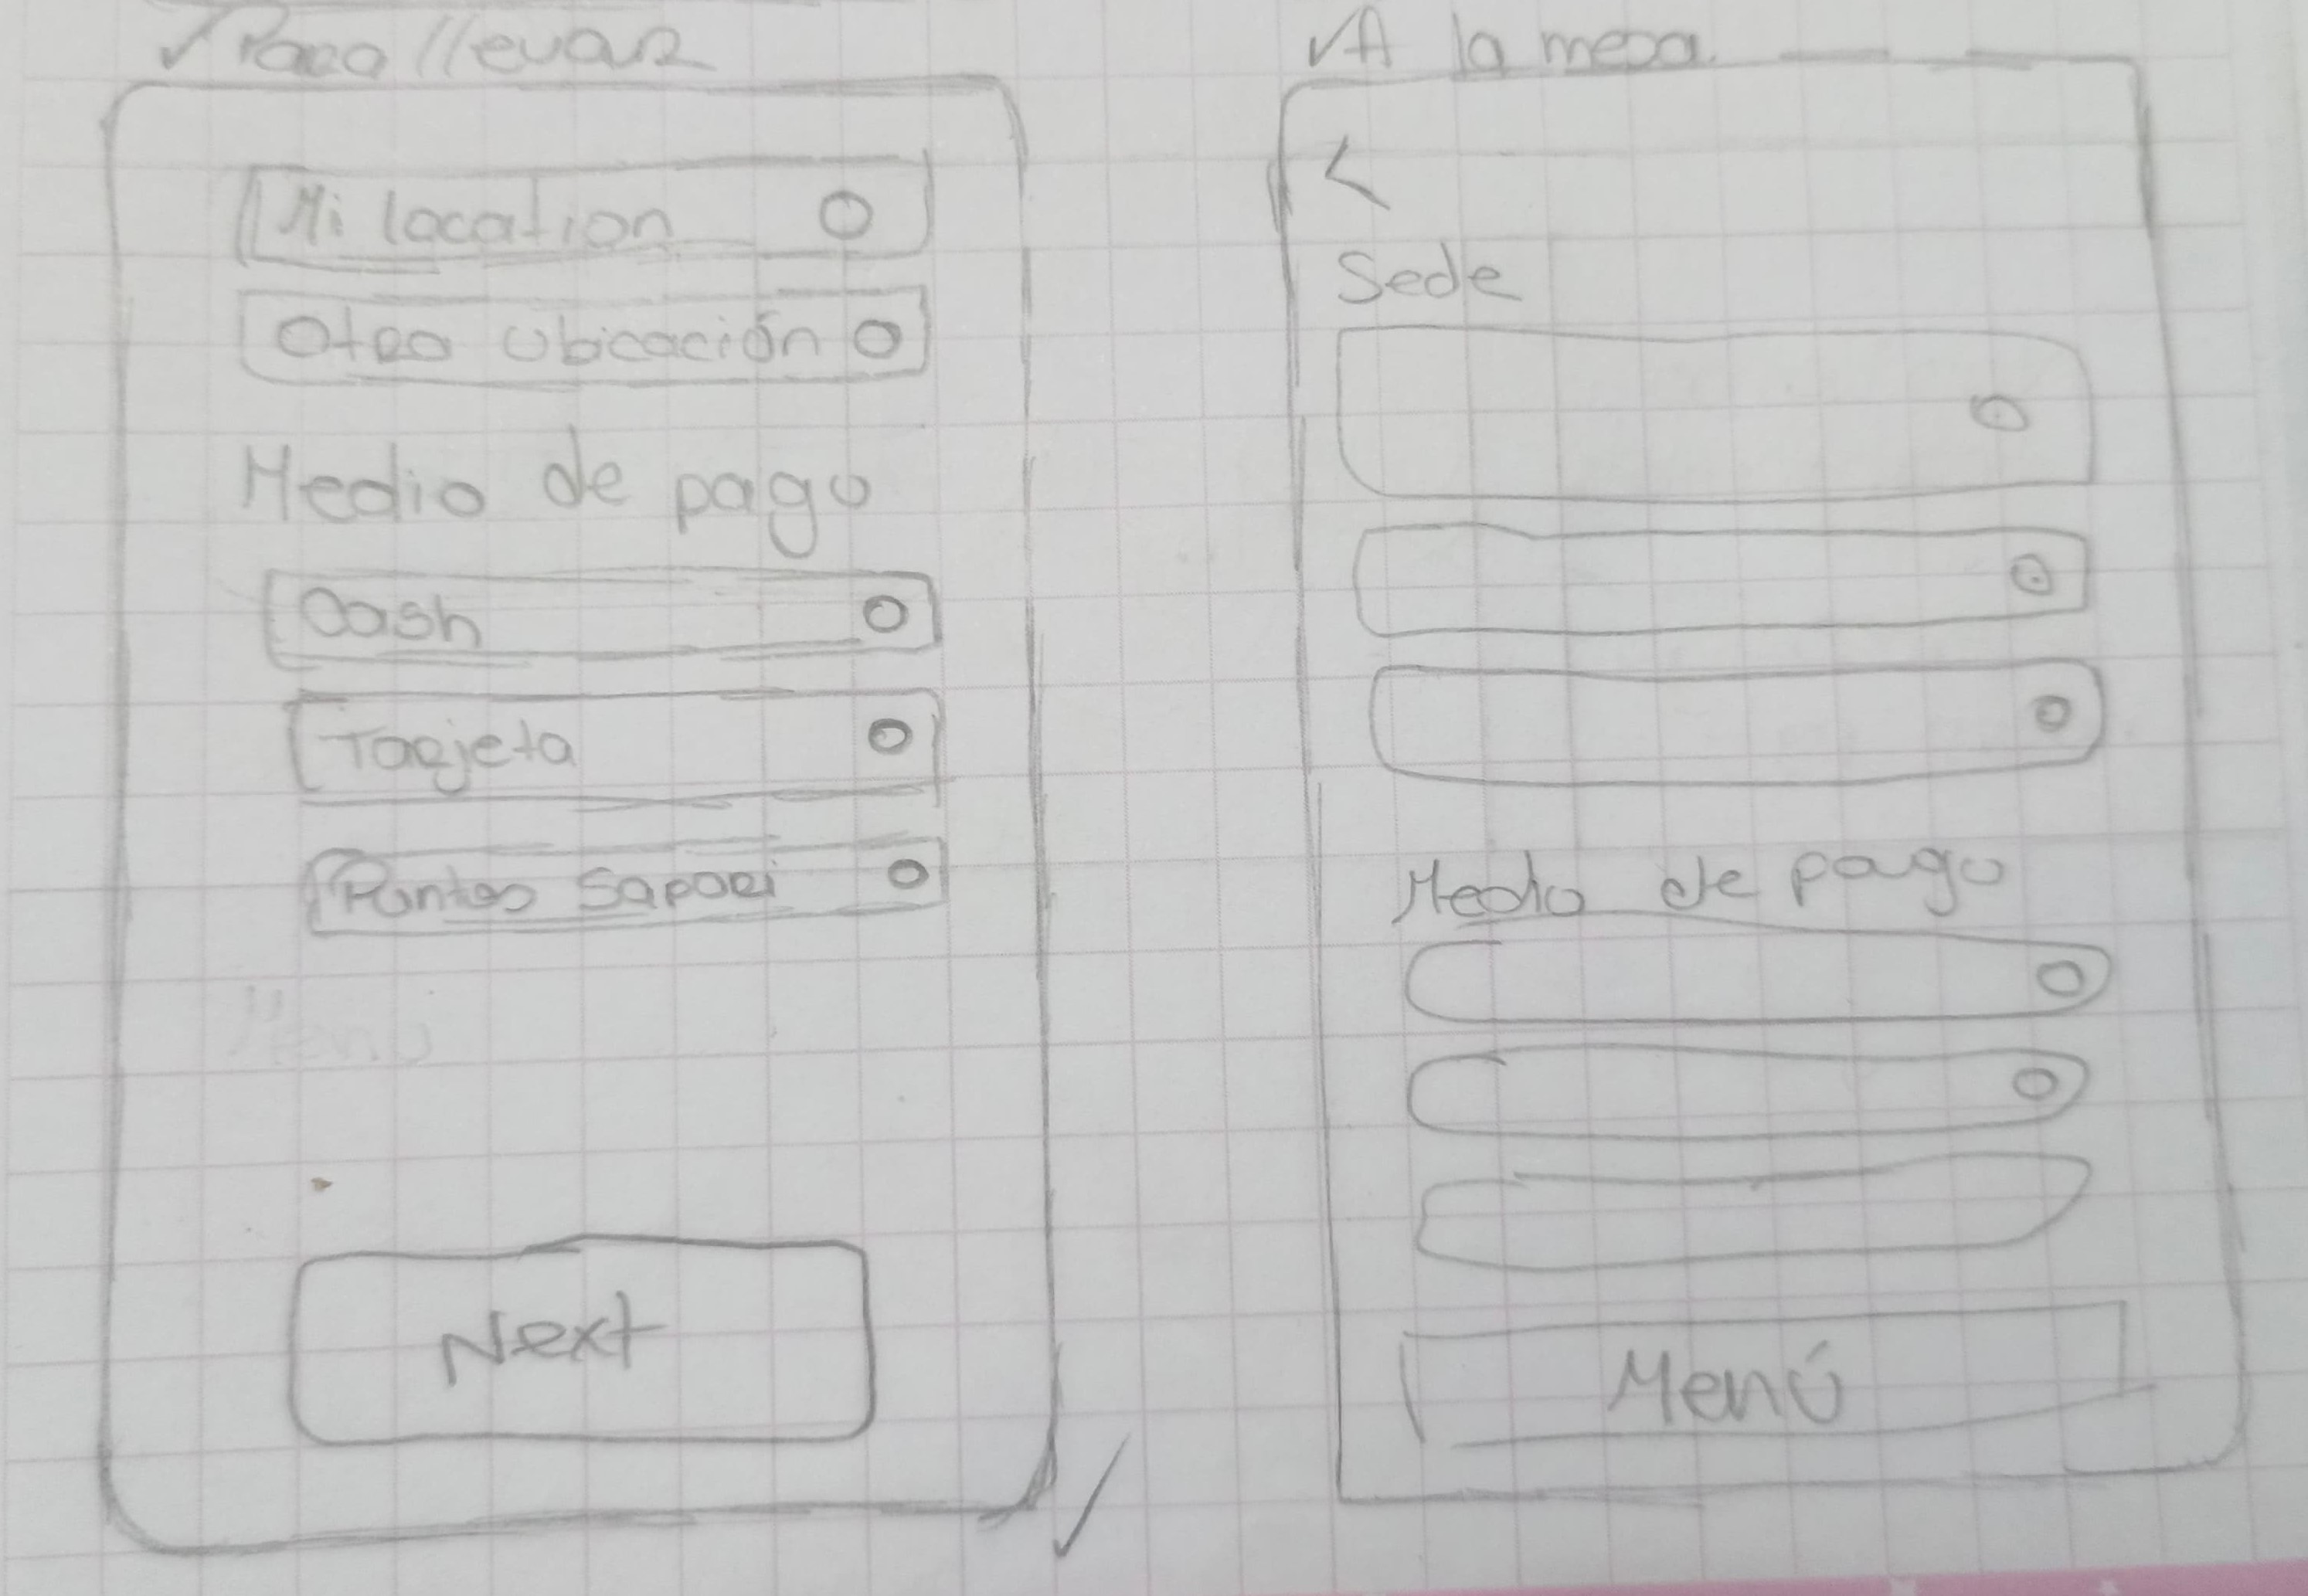 ✓ Para llevar
Mi location
Otra ubicación
Medio de pago
Cash
Tarjeta
Puntos Sapori
Menú
Next
✓ A la mesa
<
Sede
Medio de pago
Menú